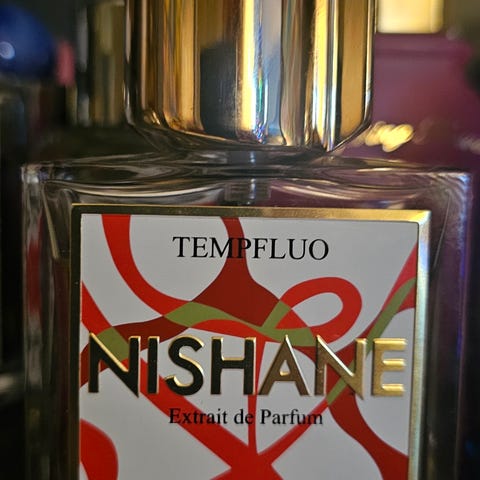 TEMPFLUO
NISHANE
Extrait de Parfum